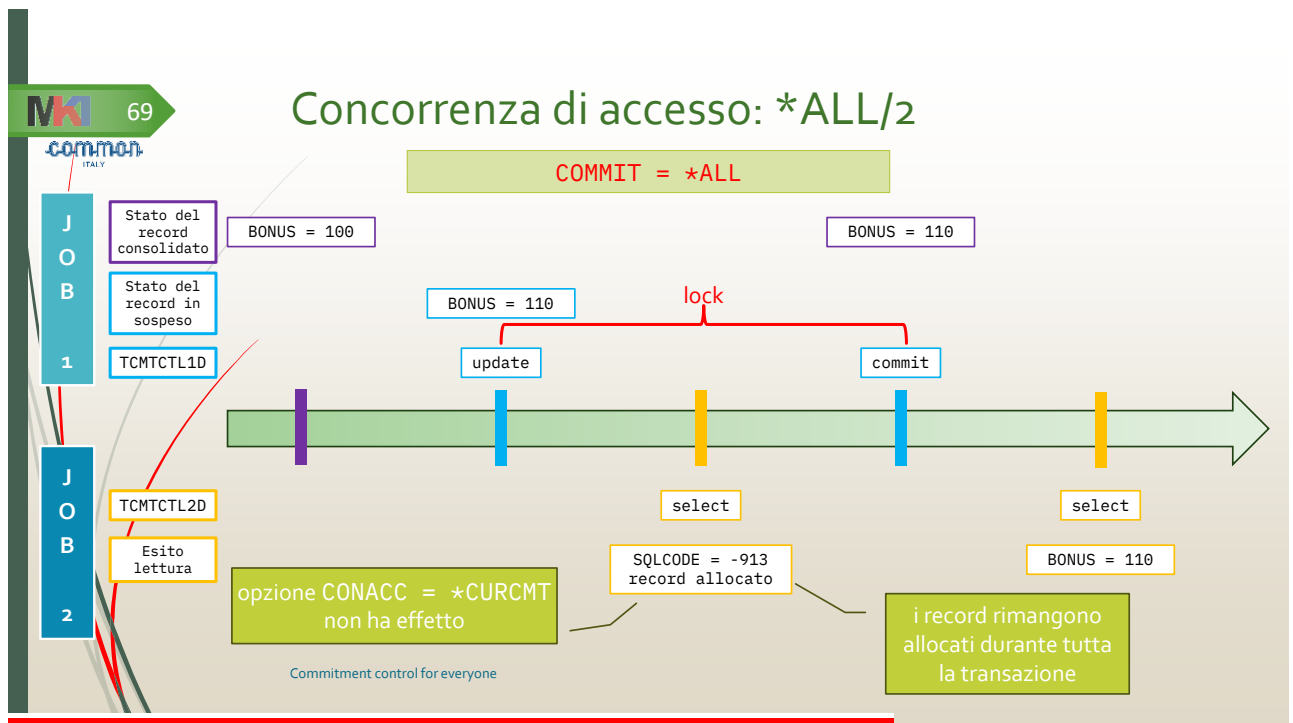 MK1
69
common
ITALY
Concorrenza di accesso: *ALL/2
COMMIT = *ALL
J
O
B
1
Stato del
record
consolidato
BONUS = 100
BONUS = 110
Stato del
record in
sospeso
BONUS = 110
lock
TCMTCTL1D
update
commit
J
O
B
2
TCMTCTL2D
select
select
Esito
lettura
SQLCODE = -913
record allocato
BONUS = 110
opzione CONACC = *CURCMT
non ha effetto
i record rimangono
allocati durante tutta
la transazione
Commitment control for everyone